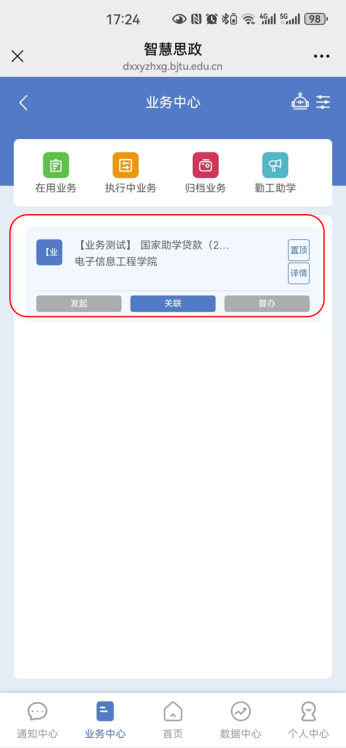 17:24
4G
5G
98
智慧思政
dxxyzhxg.bjtu.edu.cn
业务中心
在用业务
执行中业务
归档业务
勤工助学
【业
【业务测试】 国家助学贷款（2...
电子信息工程学院
置顶
详情
发起
关联
督办
通知中心
业务中心
首页
数据中心
个人中心